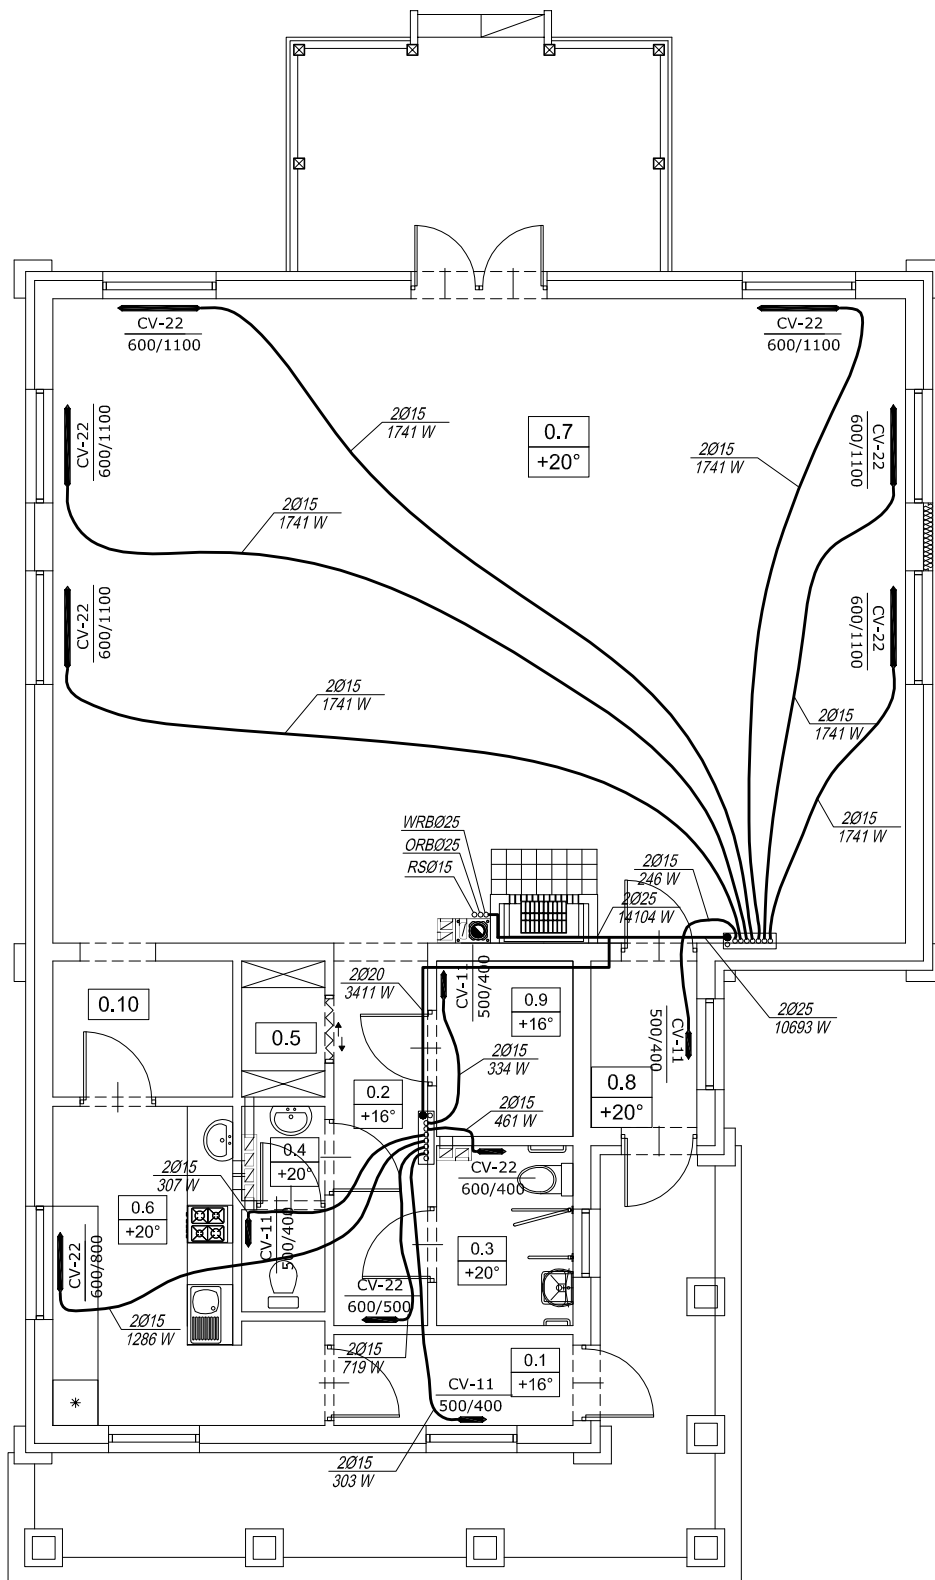 CV-22
600/1100
CV-22
600/1100
CV-22
600/1100
2Ø15
1741 W
0.7
+20°
CV-22
600/1100
2Ø15
1741 W
2Ø15
1741 W
CV-22
600/1100
CV-22
600/1100
2Ø15
1741 W
2Ø15
1741 W
2Ø15
1741 W
WRBØ25
ORBØ25
RSØ15
2Ø15
246 W
2Ø25
14104 W
2Ø20
3411 W
CV-11
500/400
0.9
+16°
2Ø25
10693 W
CV-11
500/400
0.10
0.5
2Ø15
334 W
0.2
+16°
0.8
+20°
2Ø15
461 W
0.4
+20°
CV-22
600/400
2Ø15
307 W
0.6
+20°
CV-11
500/400
0.3
+20°
CV-22
600/800
CV-22
600/500
2Ø15
1286 W
2Ø15
719 W
0.1
+16°
CV-11
500/400
2Ø15
303 W